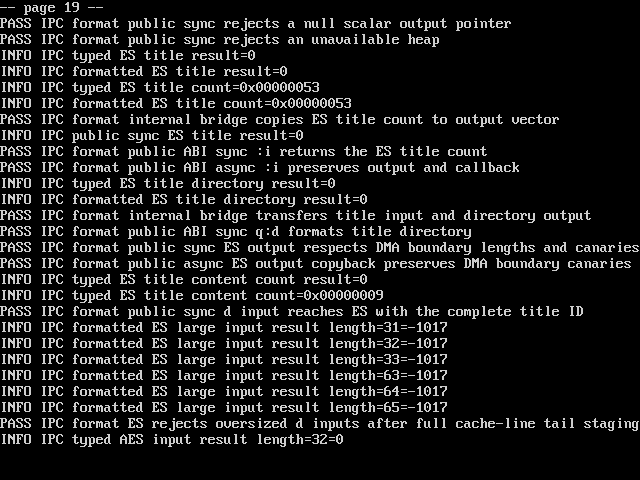 -- page 19 --
PASS IPC format public sync rejects a null scalar output pointer
PASS IPC format public sync rejects an unavailable heap
INFO IPC typed ES title result=0
INFO IPC formatted ES title result=0
INFO IPC typed ES title count=0x00000053
INFO IPC formatted ES title count=0x00000053
PASS IPC format internal bridge copies ES title count to output vector
INFO IPC public sync ES title result=0
PASS IPC format public ABI sync :i returns the ES title count
PASS IPC format public ABI async :i preserves output and callback
INFO IPC typed ES title directory result=0
INFO IPC formatted ES title directory result=0
PASS IPC format internal bridge transfers title input and directory output
PASS IPC format public ABI sync q:d formats title directory
PASS IPC format public sync ES output respects DMA boundary lengths and canaries
PASS IPC format public async ES output copyback preserves DMA boundary canaries
INFO IPC typed ES title content count result=0
INFO IPC typed ES title content count=0x00000009
PASS IPC format public sync d input reaches ES with the complete title ID
INFO IPC formatted ES large input result length=31=-1017
INFO IPC formatted ES large input result length=32=-1017
INFO IPC formatted ES large input result length=33=-1017
INFO IPC formatted ES large input result length=63=-1017
INFO IPC formatted ES large input result length=64=-1017
INFO IPC formatted ES large input result length=65=-1017
PASS IPC format ES rejects oversized d inputs after full cache-line tail staging
INFO IPC typed AES input result length=32=0